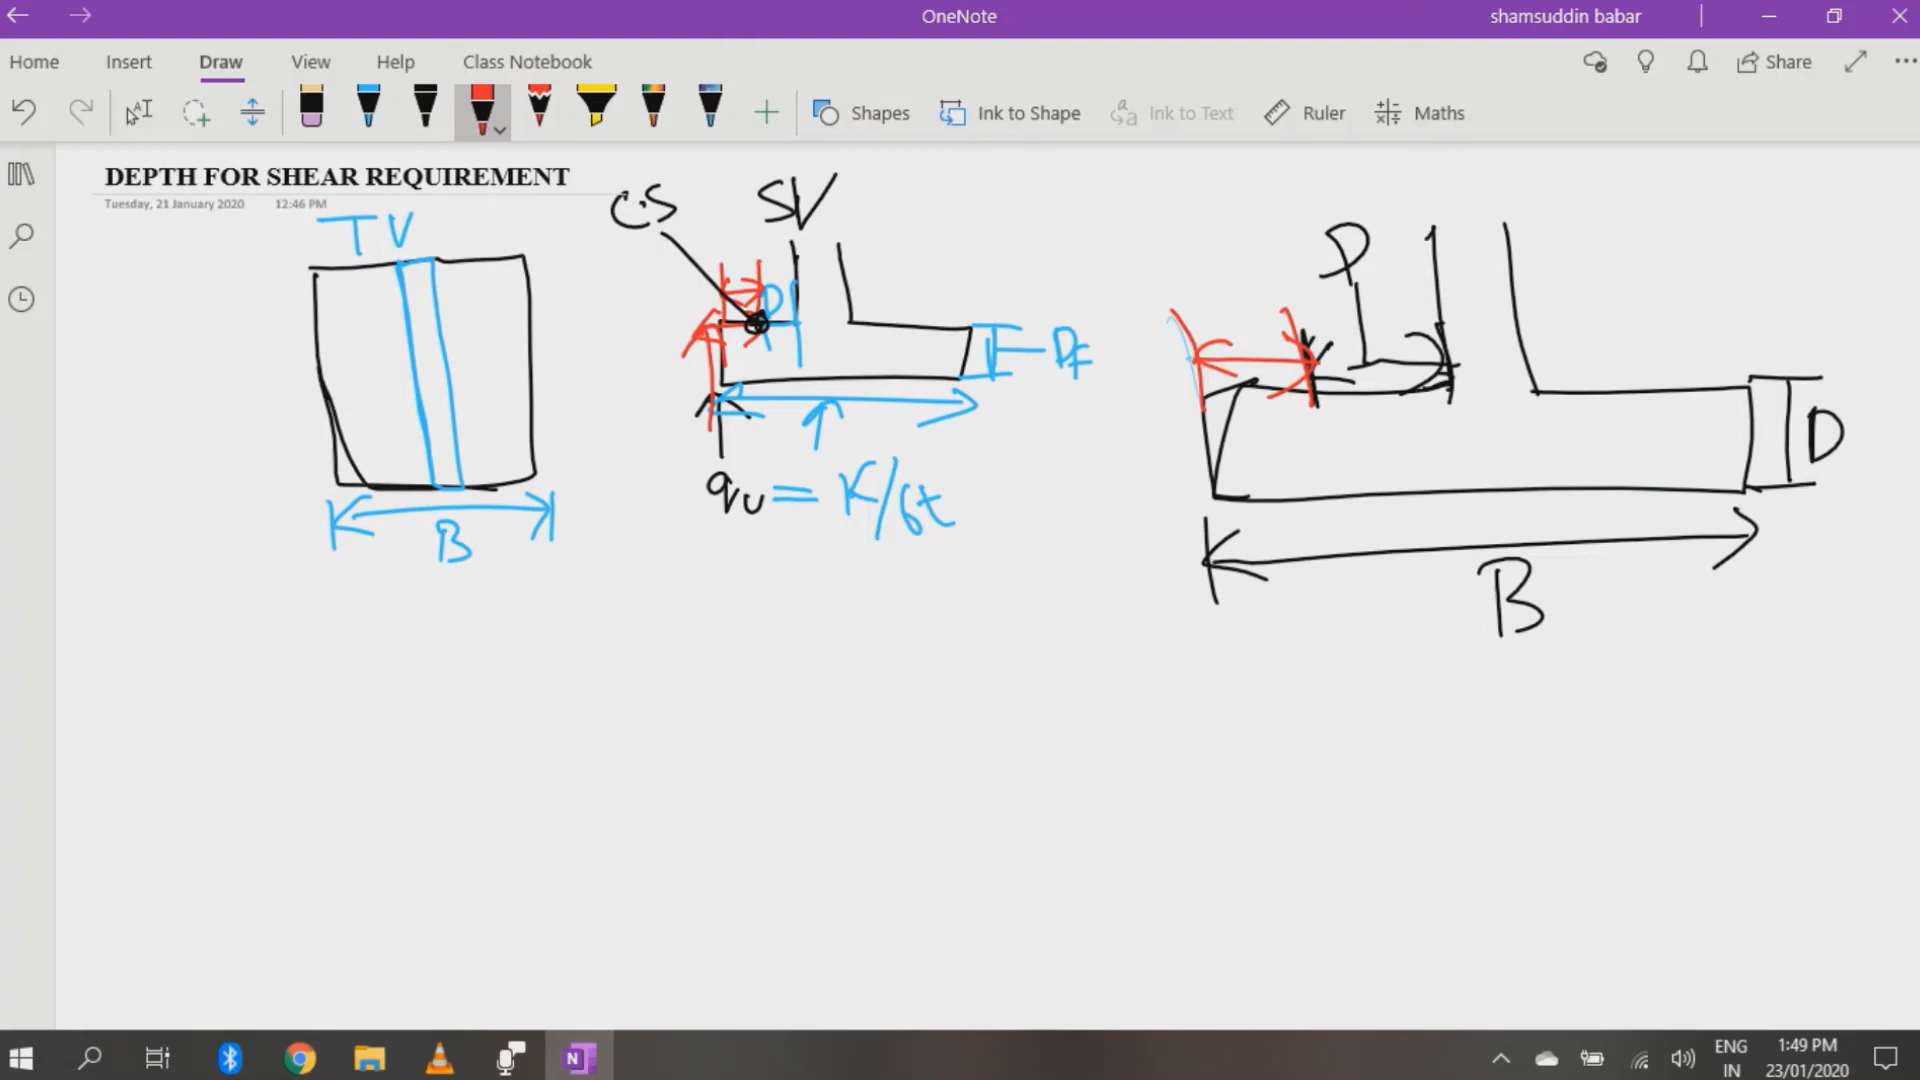 OneNote
shamsuddin babar
Home Insert Draw View Help Class Notebook
Share
Shapes Ink to Shape Ink to Text Ruler Maths
DEPTH FOR SHEAR REQUIREMENT
Tuesday, 21 January 2020 12:46 PM
TV
B
C.S
SV
D
DF
qu = K/ft
P
D
B
ENG
IN
1:49 PM
23/01/2020